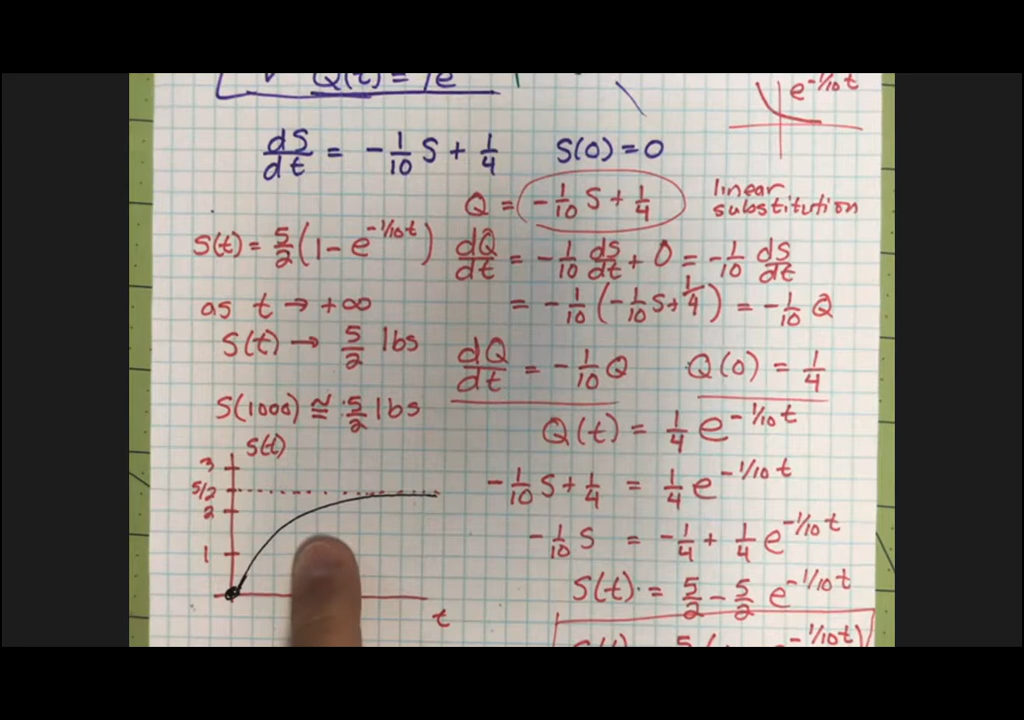 Q(t) = 
e^{-1/10 t}
dS/dt = -1/10 S + 1/4    S(0) = 0
Q = -1/10 S + 1/4    linear substitution
S(t) = 5/2 (1 - e^{-1/10 t})    dQ/dt = -1/10 dS/dt + 0 = -1/10 dS/dt
as t → +∞    = -1/10 (-1/10 S + 1/4) = -1/10 Q
S(t) → 5/2 lbs    dQ/dt = -1/10 Q    Q(0) = 1/4
S(1000) ≅ 5/2 lbs    Q(t) = 1/4 e^{-1/10 t}
S(t)
3
5/2
2
1
t
-1/10 S + 1/4 = 1/4 e^{-1/10 t}
-1/10 S = -1/4 + 1/4 e^{-1/10 t}
S(t) = 5/2 - 5/2 e^{-1/10 t}
e^{-1/10 t})